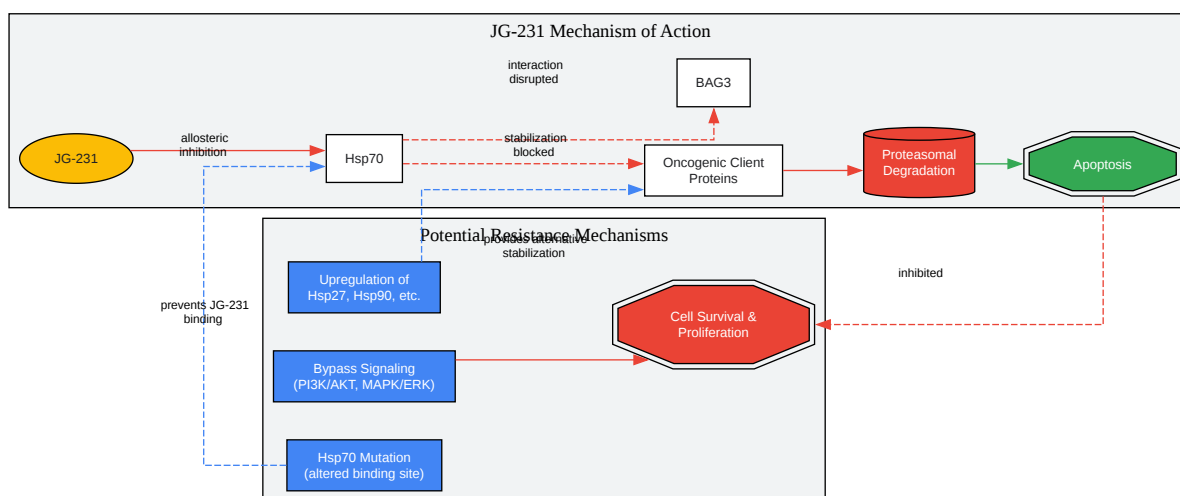 JG-231 Mechanism of Action
interaction
disrupted
BAG3
JG-231
allosteric
inhibition
Hsp70
stabilization
blocked
Oncogenic Client
Proteins
Proteasomal
Degradation
Apoptosis
Potential Resistance Mechanisms
provides alternative
stabilization
Upregulation of
Hsp27, Hsp90, etc.
inhibited
prevents JG-231
binding
Cell Survival &
Proliferation
Bypass Signaling
(PI3K/AKT, MAPK/ERK)
Hsp70 Mutation
(altered binding site)